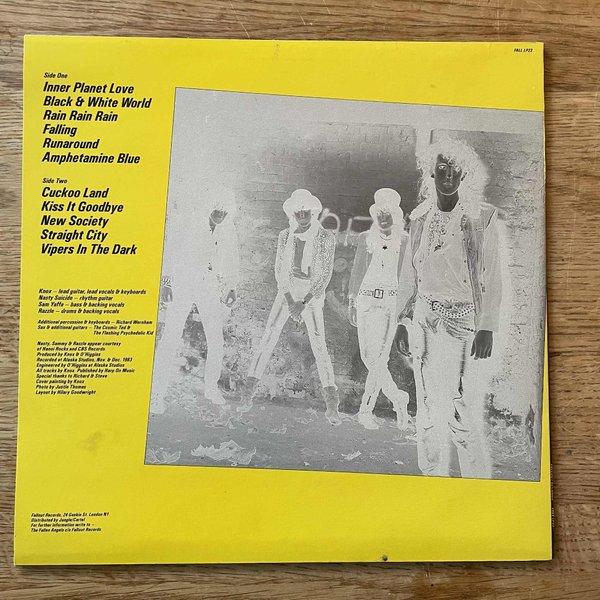 FALL LP23
Side One
Inner Planet Love
Black & White World
Rain Rain Rain
Falling
Runaround
Amphetamine Blue
Side Two
Cuckoo Land
Kiss It Goodbye
New Society
Straight City
Vipers In The Dark
Knox – lead guitar, lead vocals & keyboards
Nasty Suicide – rhythm guitar
Sam Yaffa – bass & backing vocals
Razzle – drums & backing vocals
Additional percussion & keyboards – Richard Wernham
Sax & additional guitars – The Cosmic Ted &
The Flashing Psychedelic Kid
Nasty, Sammy & Razzle appear courtesy
of Hanoi Rocks and CBS Records
Produced by Knox & O'Higgins
Recorded at Alaska Studios, Nov. & Dec. 1983
Engineered by O'Higgins at Alaska Studios
All tracks by Knox. Published by Harp On Music
Special thanks to Richard & Steve
Cover painting by Knox
Photo by Justin Thomas
Layout by Hilary Goodwright
Fallout Records, 24 Gaskin St. London N1
Distributed by Jungle/Cartel
For further information write to –
The Fallen Angels c/o Fallout Records